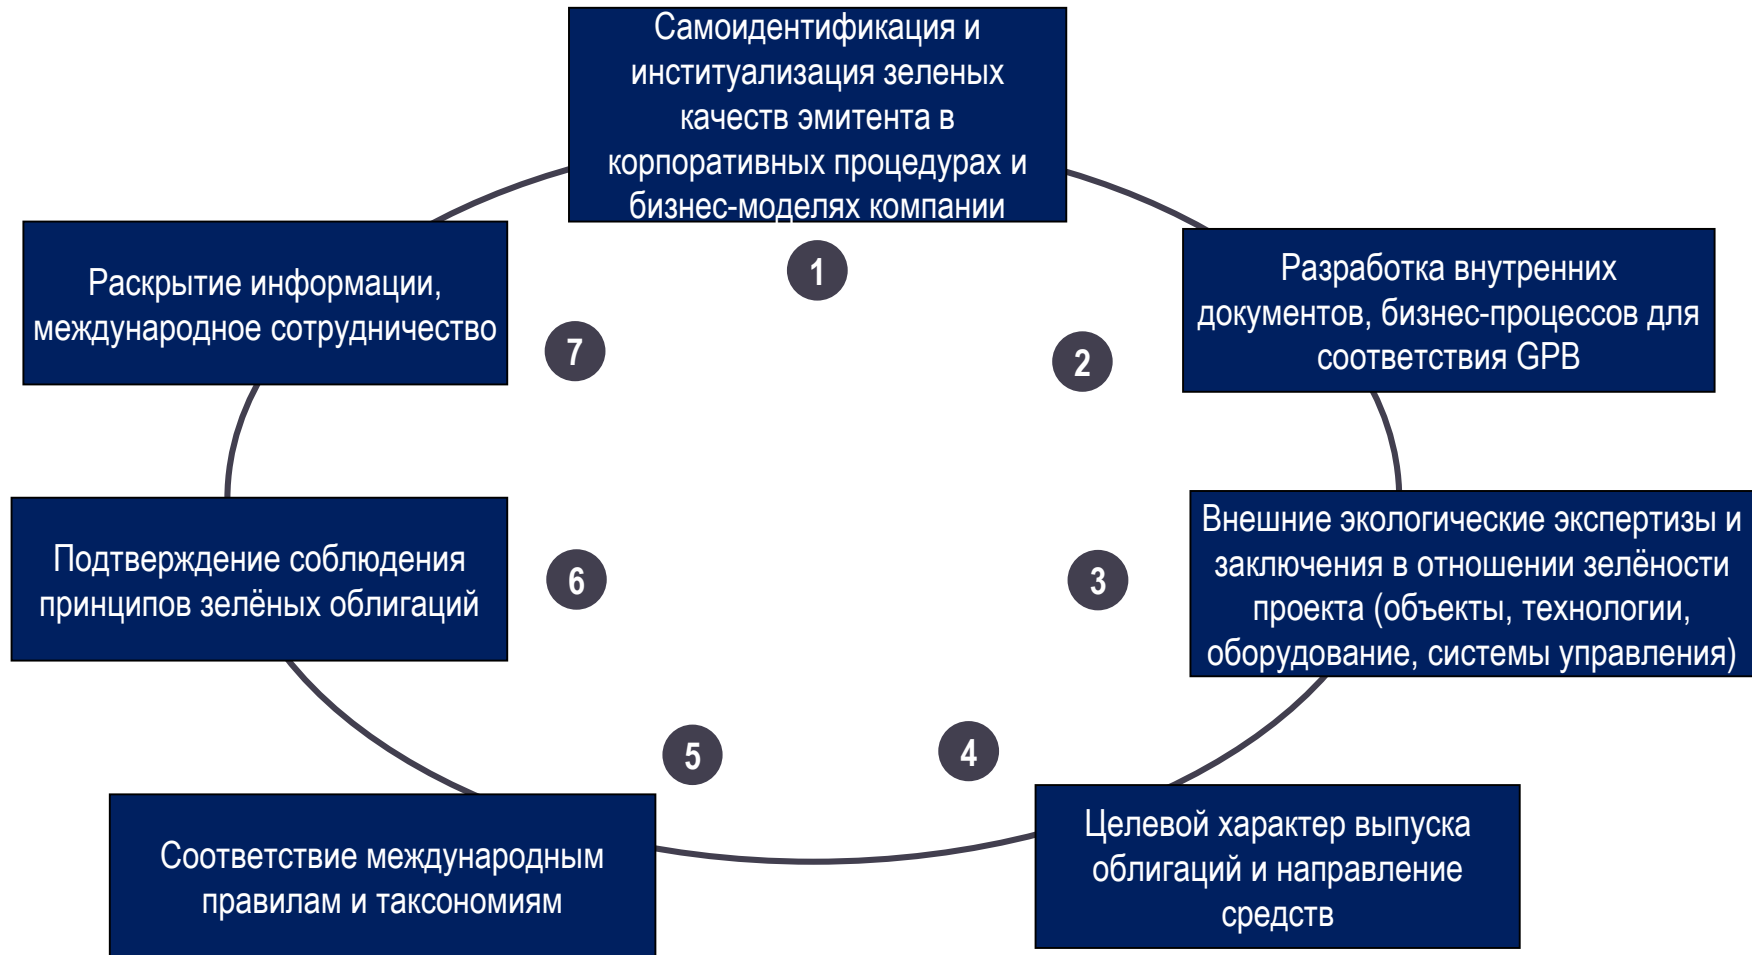 Самоидентификация и
институализация зеленых
качеств эмитента в
корпоративных процедурах и
бизнес-моделях компании
1
Разработка внутренних
документов, бизнес-процессов для
соответствия GPB
2
Внешние экологические экспертизы и
заключения в отношении зелёности
проекта (объекты, технологии,
оборудование, системы управления)
3
Целевой характер выпуска
облигаций и направление
средств
4
Соответствие международным
правилам и таксономиям
5
Подтверждение соблюдения
принципов зелёных облигаций
6
Раскрытие информации,
международное сотрудничество
7